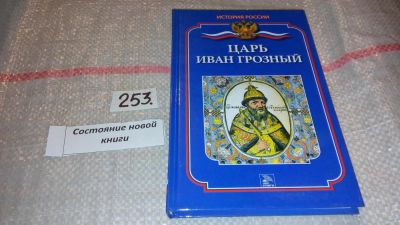 ИСТОРИЯ РОССИИ
ЦАРЬ
ИВАН ГРОЗНЫЙ
253.
Состояние новой
книги